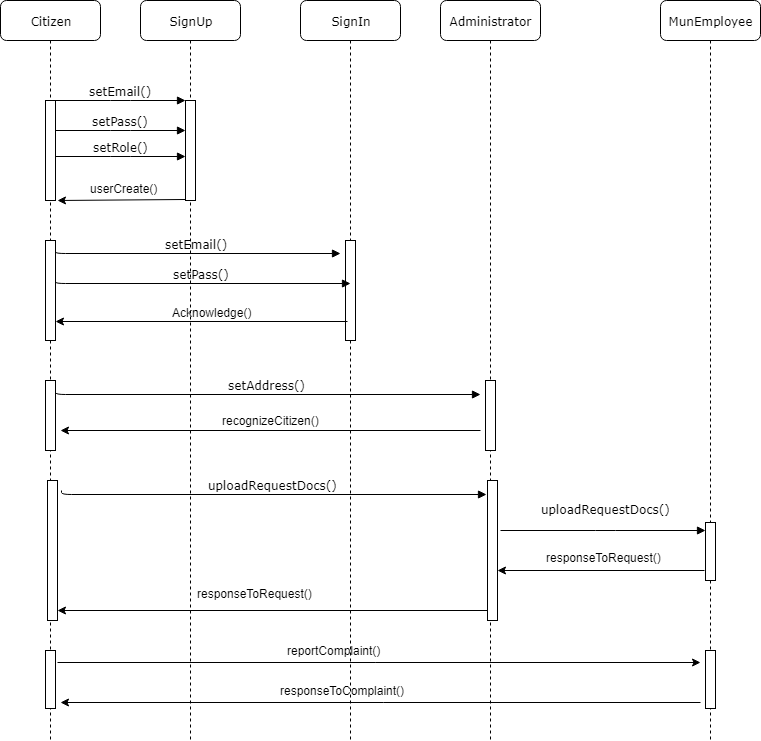 Citizen
SignUp
SignIn
Administrator
MunEmployee
setEmail()
setPass()
setRole()
userCreate()
setEmail()
setPass()
Acknowledge()
setAddress()
recognizeCitizen()
uploadRequestDocs()
uploadRequestDocs()
responseToRequest()
responseToRequest()
reportComplaint()
responseToComplaint()